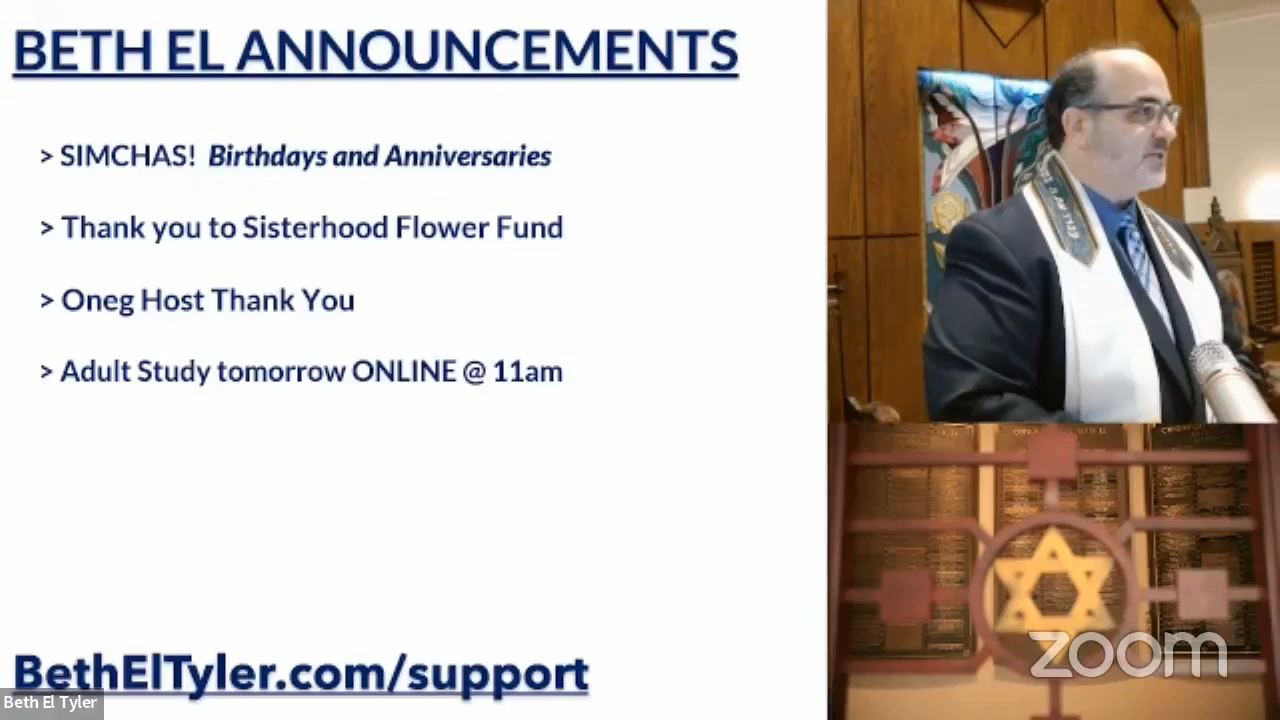 BETH EL ANNOUNCEMENTS
> SIMCHAS! Birthdays and Anniversaries
> Thank you to Sisterhood Flower Fund
> Oneg Host Thank You
> Adult Study tomorrow ONLINE @ 11am
BethElTyler.com/support
Beth El Tyler
zoom